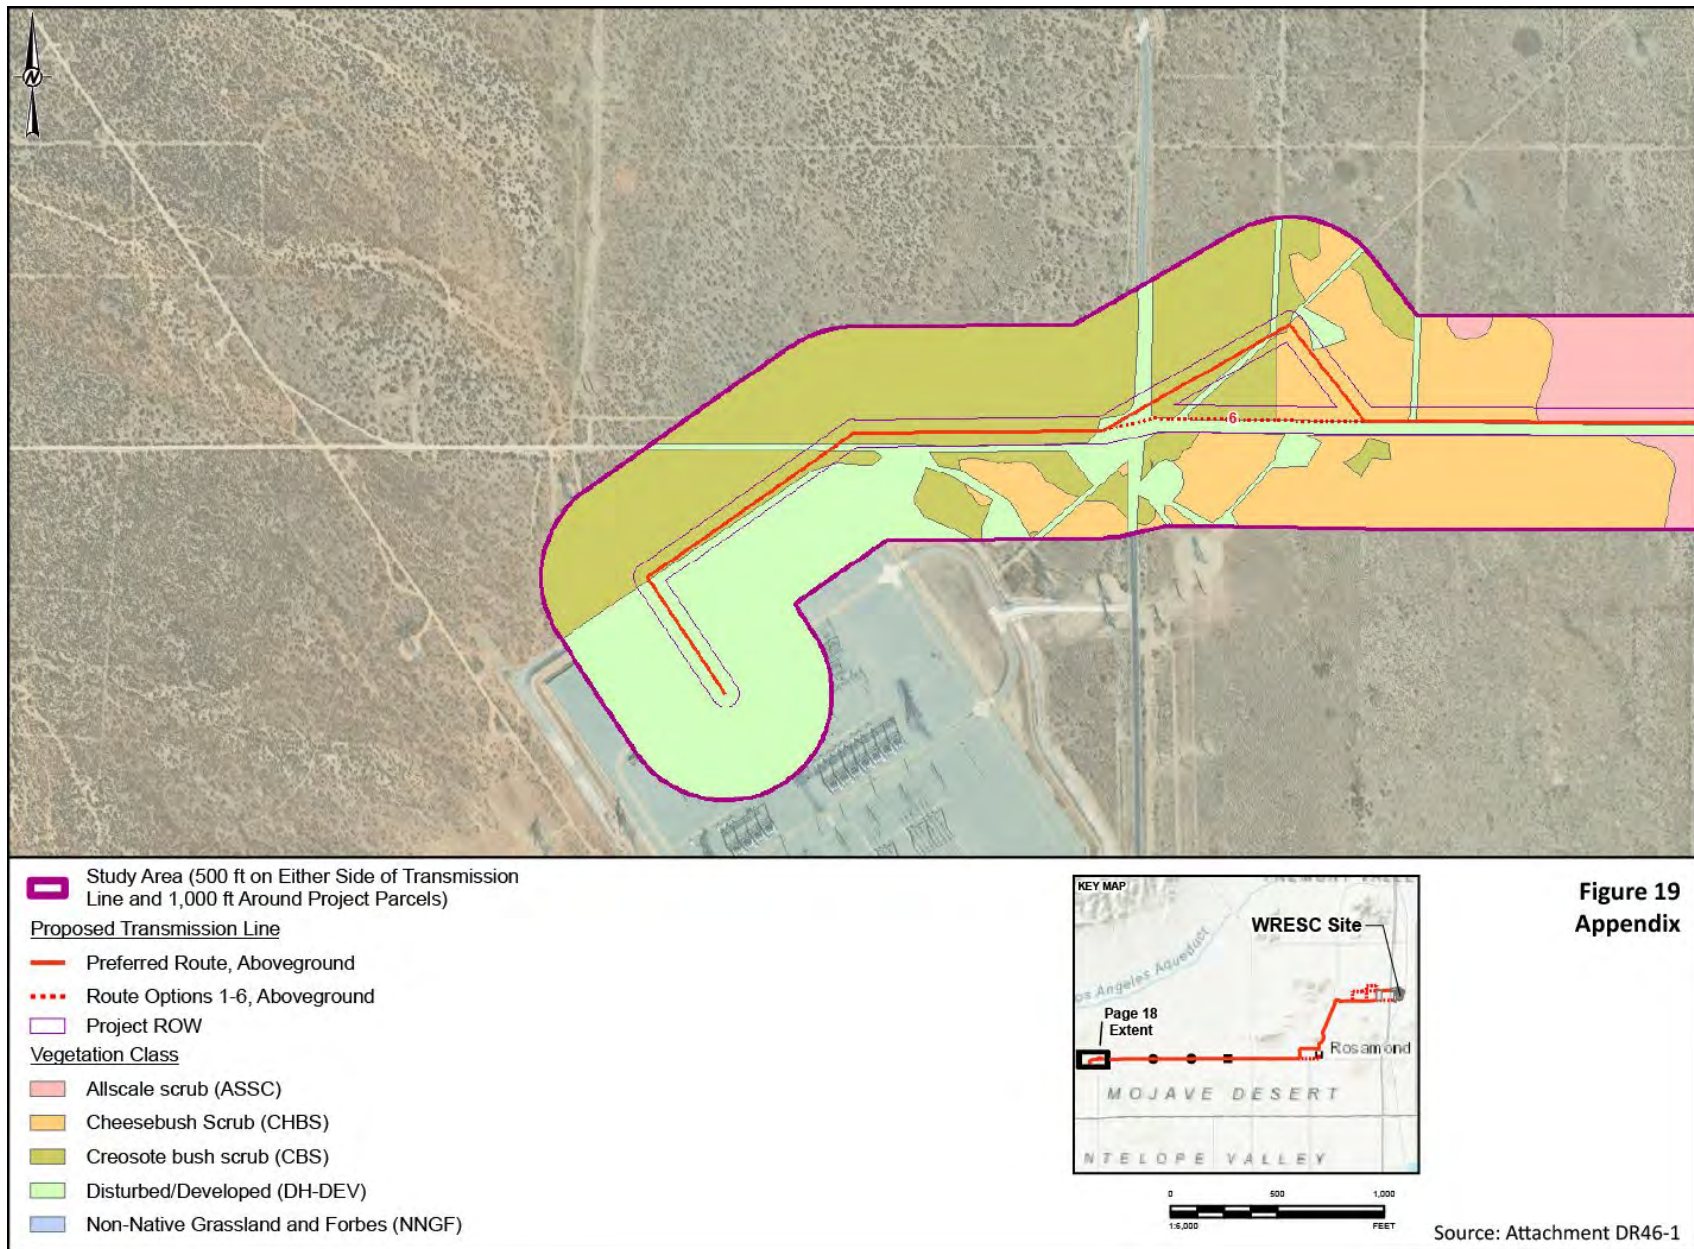 N
6
Study Area (500 ft on Either Side of Transmission
Line and 1,000 ft Around Project Parcels)
Proposed Transmission Line
Preferred Route, Aboveground
Route Options 1-6, Aboveground
Project ROW
Vegetation Class
Allscale scrub (ASSC)
Cheesebush Scrub (CHBS)
Creosote bush scrub (CBS)
Disturbed/Developed (DH-DEV)
Non-Native Grassland and Forbes (NNGF)
KEY MAP
WRESC Site
os Angeles Aqueduct
Page 18
Extent
Rosamond
MOJAVE DESERT
NTELOPE VALLEY
0 500 1,000
1:6,000 FEET
Figure 19
Appendix
Source: Attachment DR46-1